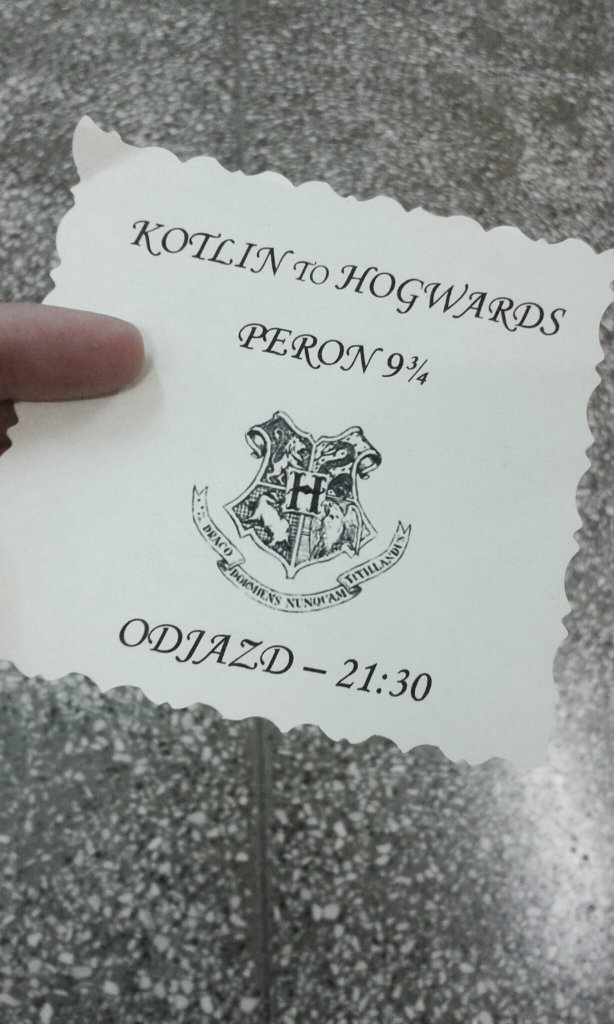 KOTLIN TO HOGWARDS
PERON 9¾
H
DRACO DORMIENS NUNQUAM TITILLANDUS
ODJAZD – 21:30